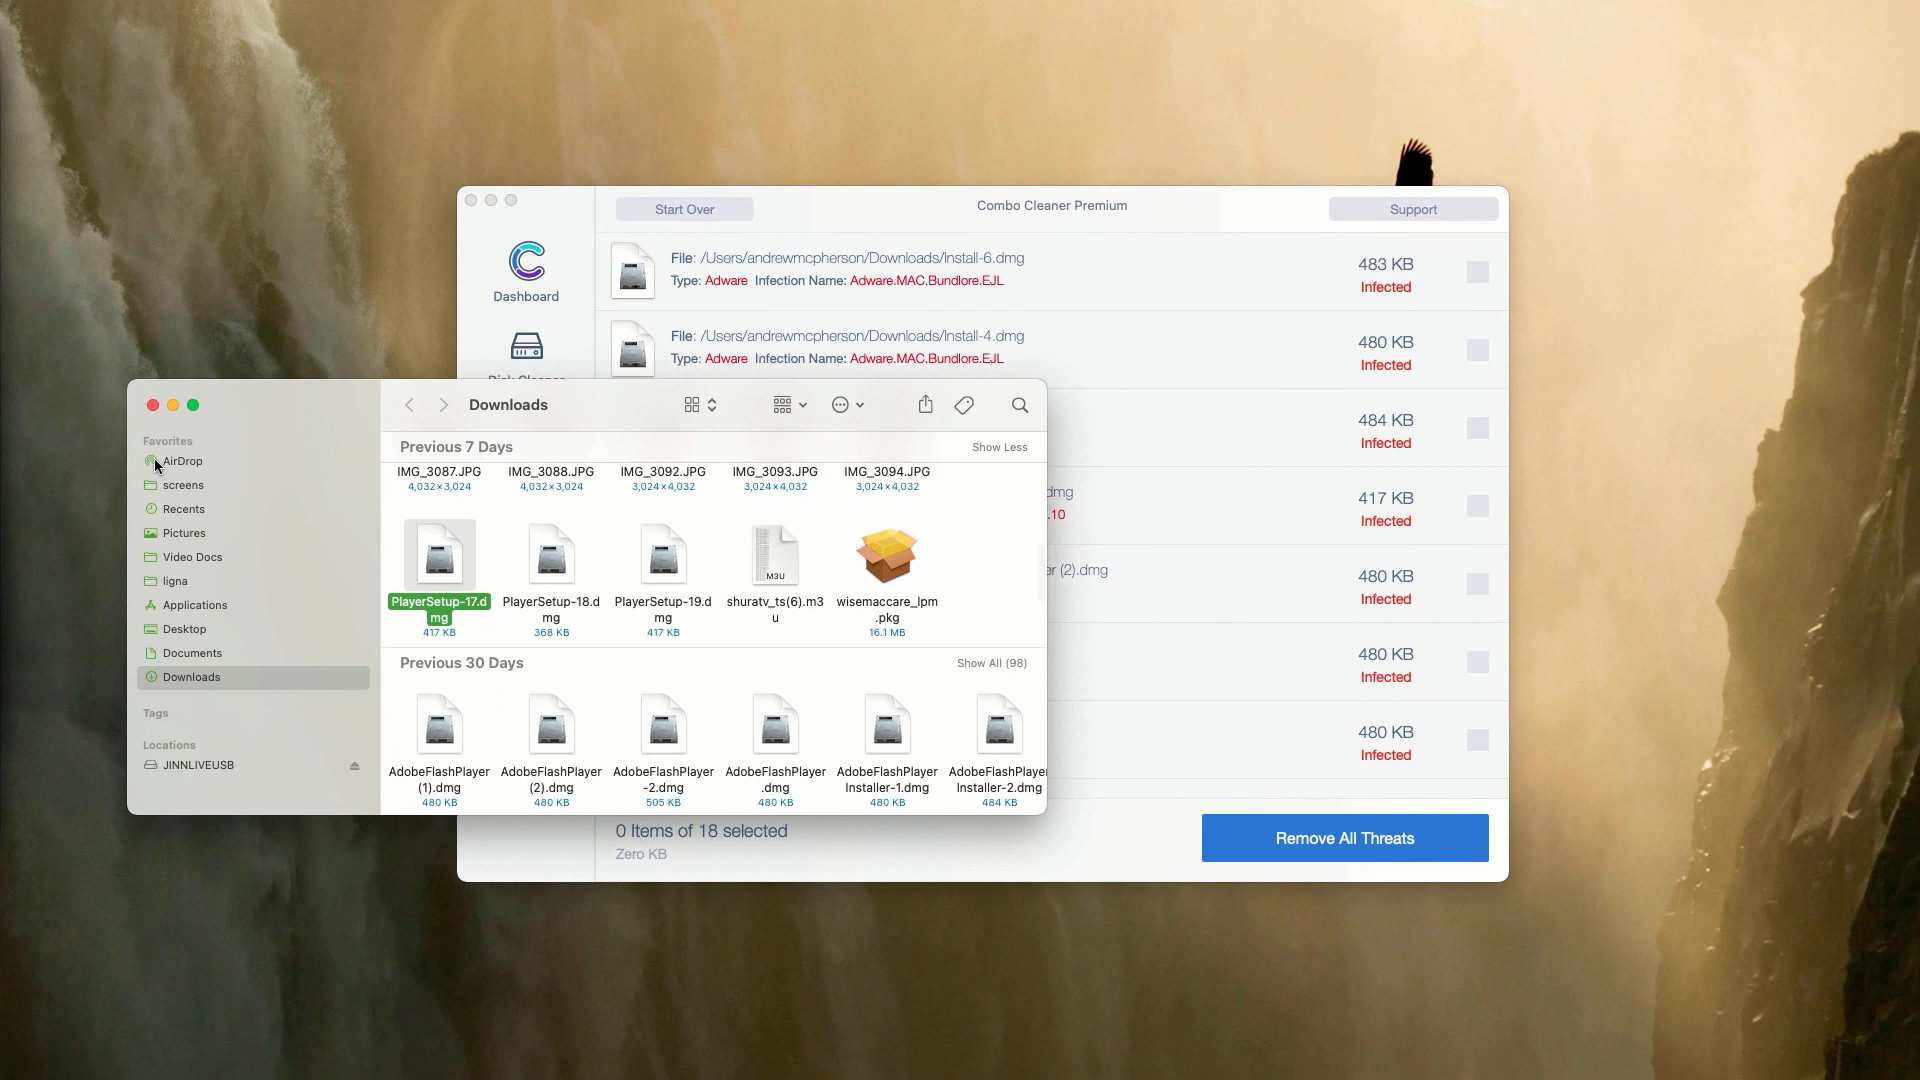 Start Over
Combo Cleaner Premium
Support
Dashboard
File: /Users/andrewmcpherson/Downloads/Install-6.dmg
Type: Adware Infection Name: Adware.MAC.Bundlore.EJL
483 KB
Infected
File: /Users/andrewmcpherson/Downloads/Install-4.dmg
Type: Adware Infection Name: Adware.MAC.Bundlore.EJL
480 KB
Infected
484 KB
Infected
dmg
.10
417 KB
Infected
er (2).dmg
480 KB
Infected
480 KB
Infected
480 KB
Infected
0 Items of 18 selected
Zero KB
Remove All Threats
Downloads
Favorites
AirDrop
screens
Recents
Pictures
Video Docs
ligna
Applications
Desktop
Documents
Downloads
Tags
Locations
JINNLIVEUSB
Previous 7 Days
Show Less
IMG_3087.JPG
4,032×3,024
IMG_3088.JPG
4,032×3,024
IMG_3092.JPG
3,024×4,032
IMG_3093.JPG
3,024×4,032
IMG_3094.JPG
3,024×4,032
PlayerSetup-17.d
mg
417 KB
PlayerSetup-18.d
mg
368 KB
PlayerSetup-19.d
mg
417 KB
M3U
shuratv_ts(6).m3
u
wisemaccare_lpm
.pkg
16.1 MB
Previous 30 Days
Show All (98)
AdobeFlashPlayer
(1).dmg
480 KB
AdobeFlashPlayer
(2).dmg
480 KB
AdobeFlashPlayer
-2.dmg
505 KB
AdobeFlashPlayer
.dmg
480 KB
AdobeFlashPlayer
Installer-1.dmg
480 KB
AdobeFlashPlaye
Installer-2.dmg
484 KB